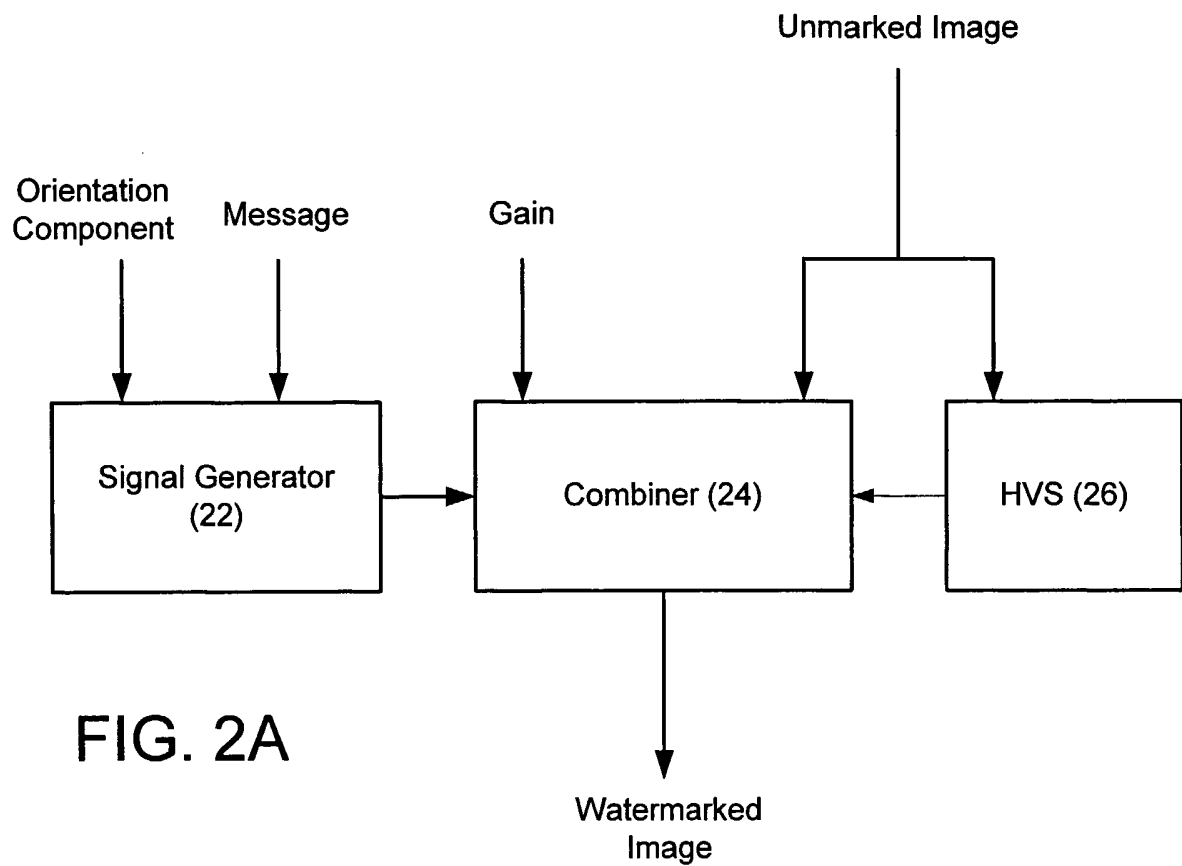 Unmarked Image
Orientation
Component
Message
Gain
Signal Generator
(22)
Combiner (24)
HVS (26)
FIG. 2A
Watermarked
Image